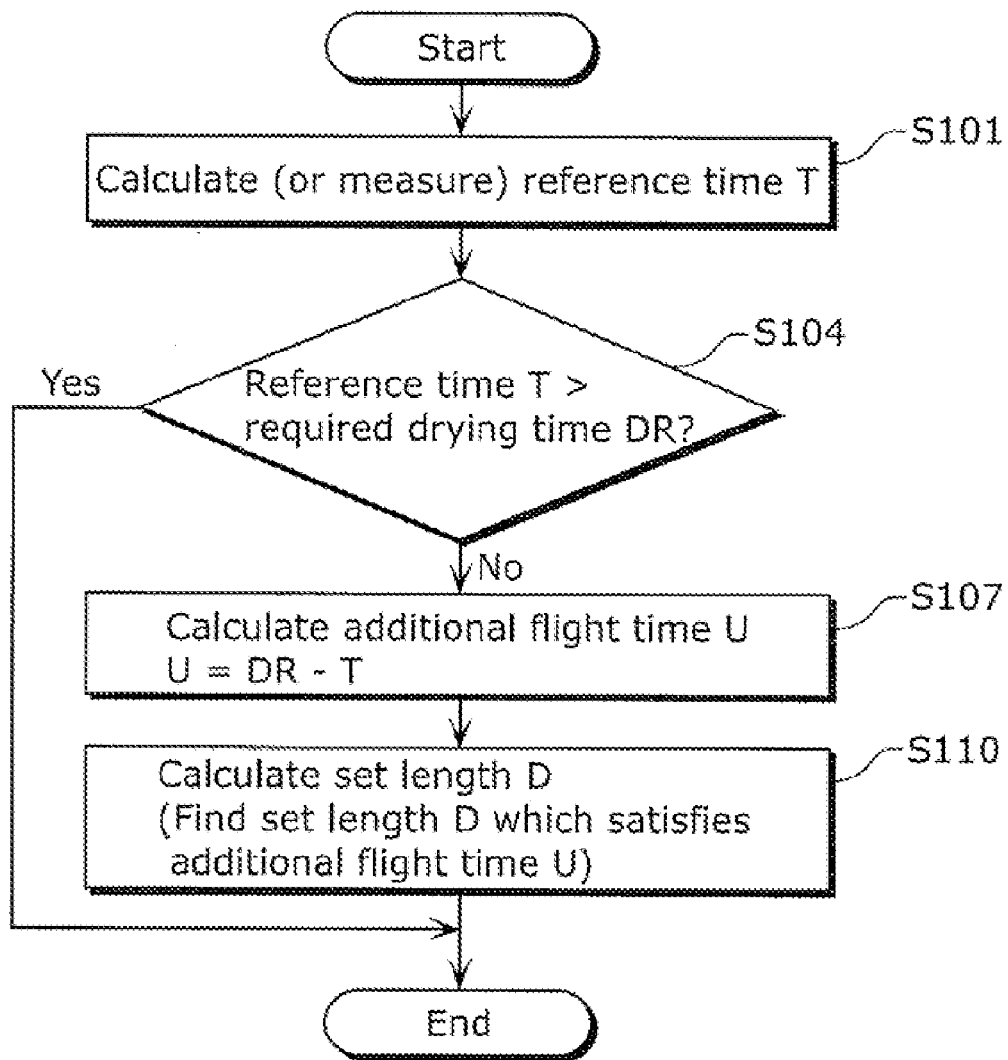 Start
S101
Calculate (or measure) reference time T
S104
Yes
Reference time T >
required drying time DR?
No
S107
Calculate additional flight time U
U = DR - T
S110
Calculate set length D
(Find set length D which satisfies
additional flight time U)
End